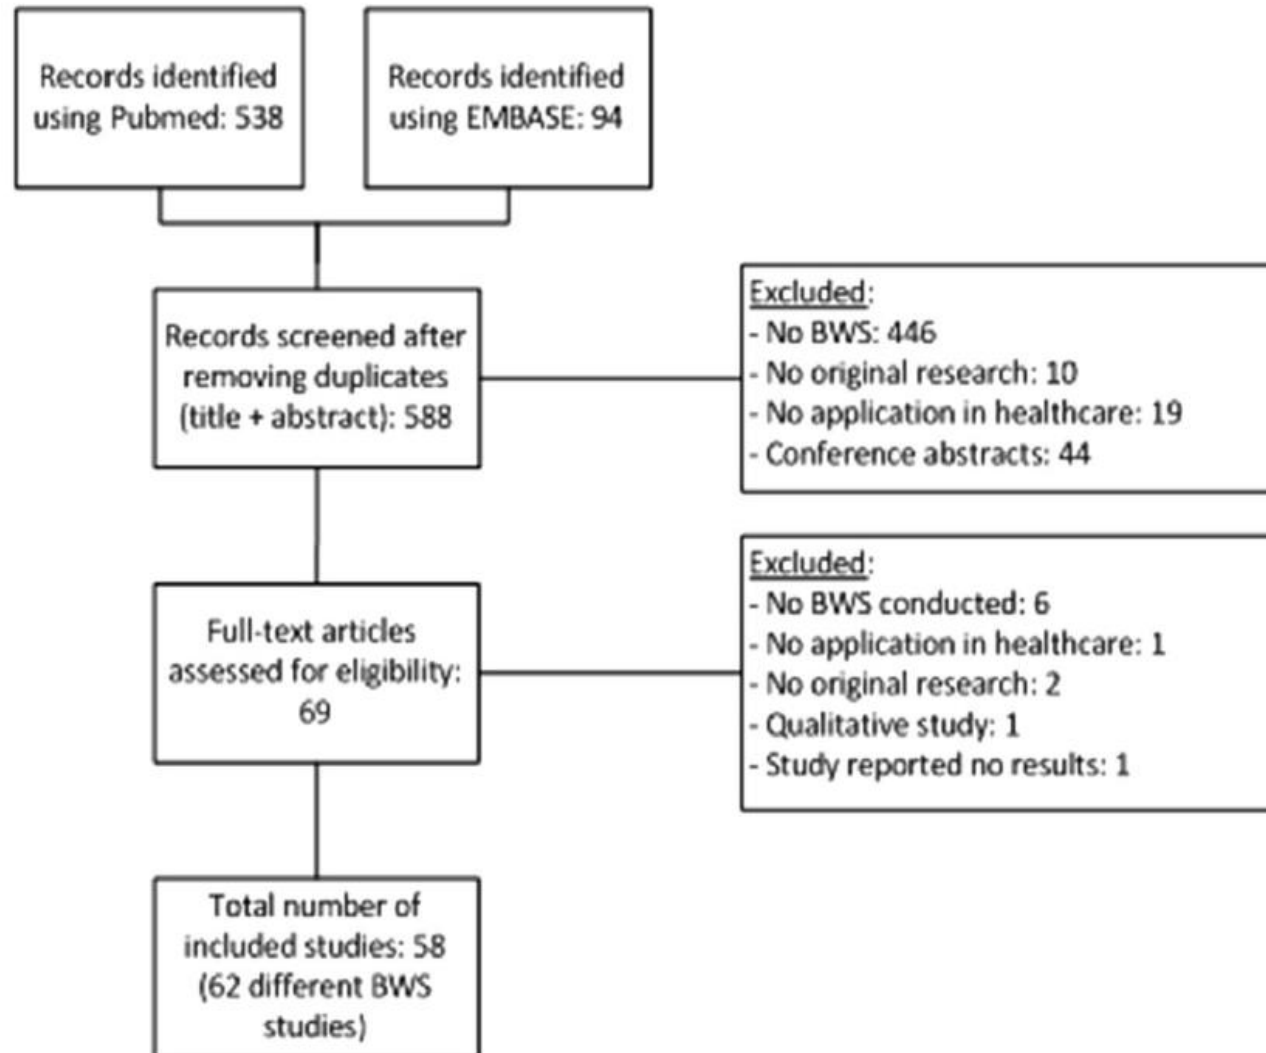 Records identified
using Pubmed: 538
Records identified
using EMBASE: 94
Records screened after
removing duplicates
(title + abstract): 588
Excluded:
- No BWS: 446
- No original research: 10
- No application in healthcare: 19
- Conference abstracts: 44
Full-text articles
assessed for eligibility:
69
Excluded:
- No BWS conducted: 6
- No application in healthcare: 1
- No original research: 2
- Qualitative study: 1
- Study reported no results: 1
Total number of
included studies: 58
(62 different BWS
studies)